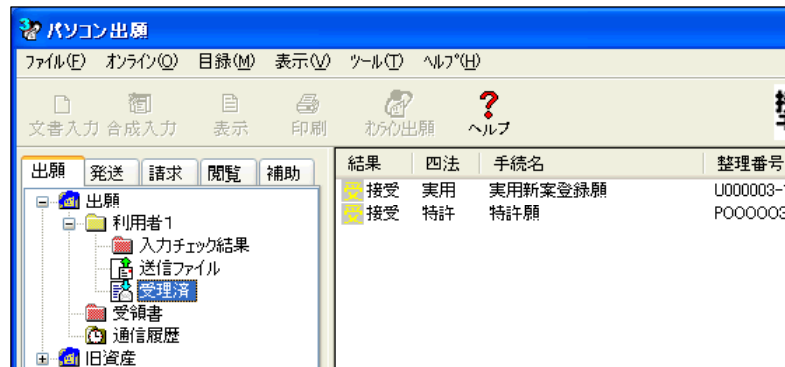 パソコン出願
ファイル(F) オンライン(O) 目録(M) 表示(V) ツール(T) ヘルプ(H)
文書入力 合成入力 表示 印刷 オンライン出願 ヘルプ
出願 発送 請求 閲覧 補助
結果 四法 手続名 整理番号
受 接受 実用 実用新案登録願 U000003-
受 接受 特許 特許願 P000003
出願
利用者1
入力チェック結果
送信ファイル
受理済
受領書
通信履歴
旧資産